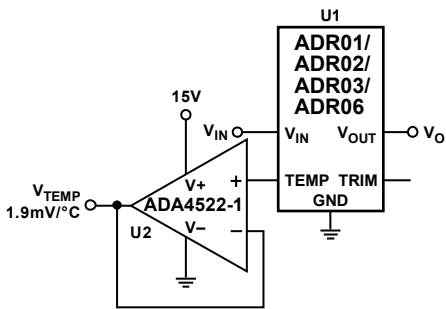 U1
ADR01/
ADR02/
ADR03/
ADR06
15V
V_IN
V_IN
V_OUT
V_O
V_TEMP
1.9mV/°C
V+
+
TEMP
TRIM
ADA4522-1
GND
U2
V−
−